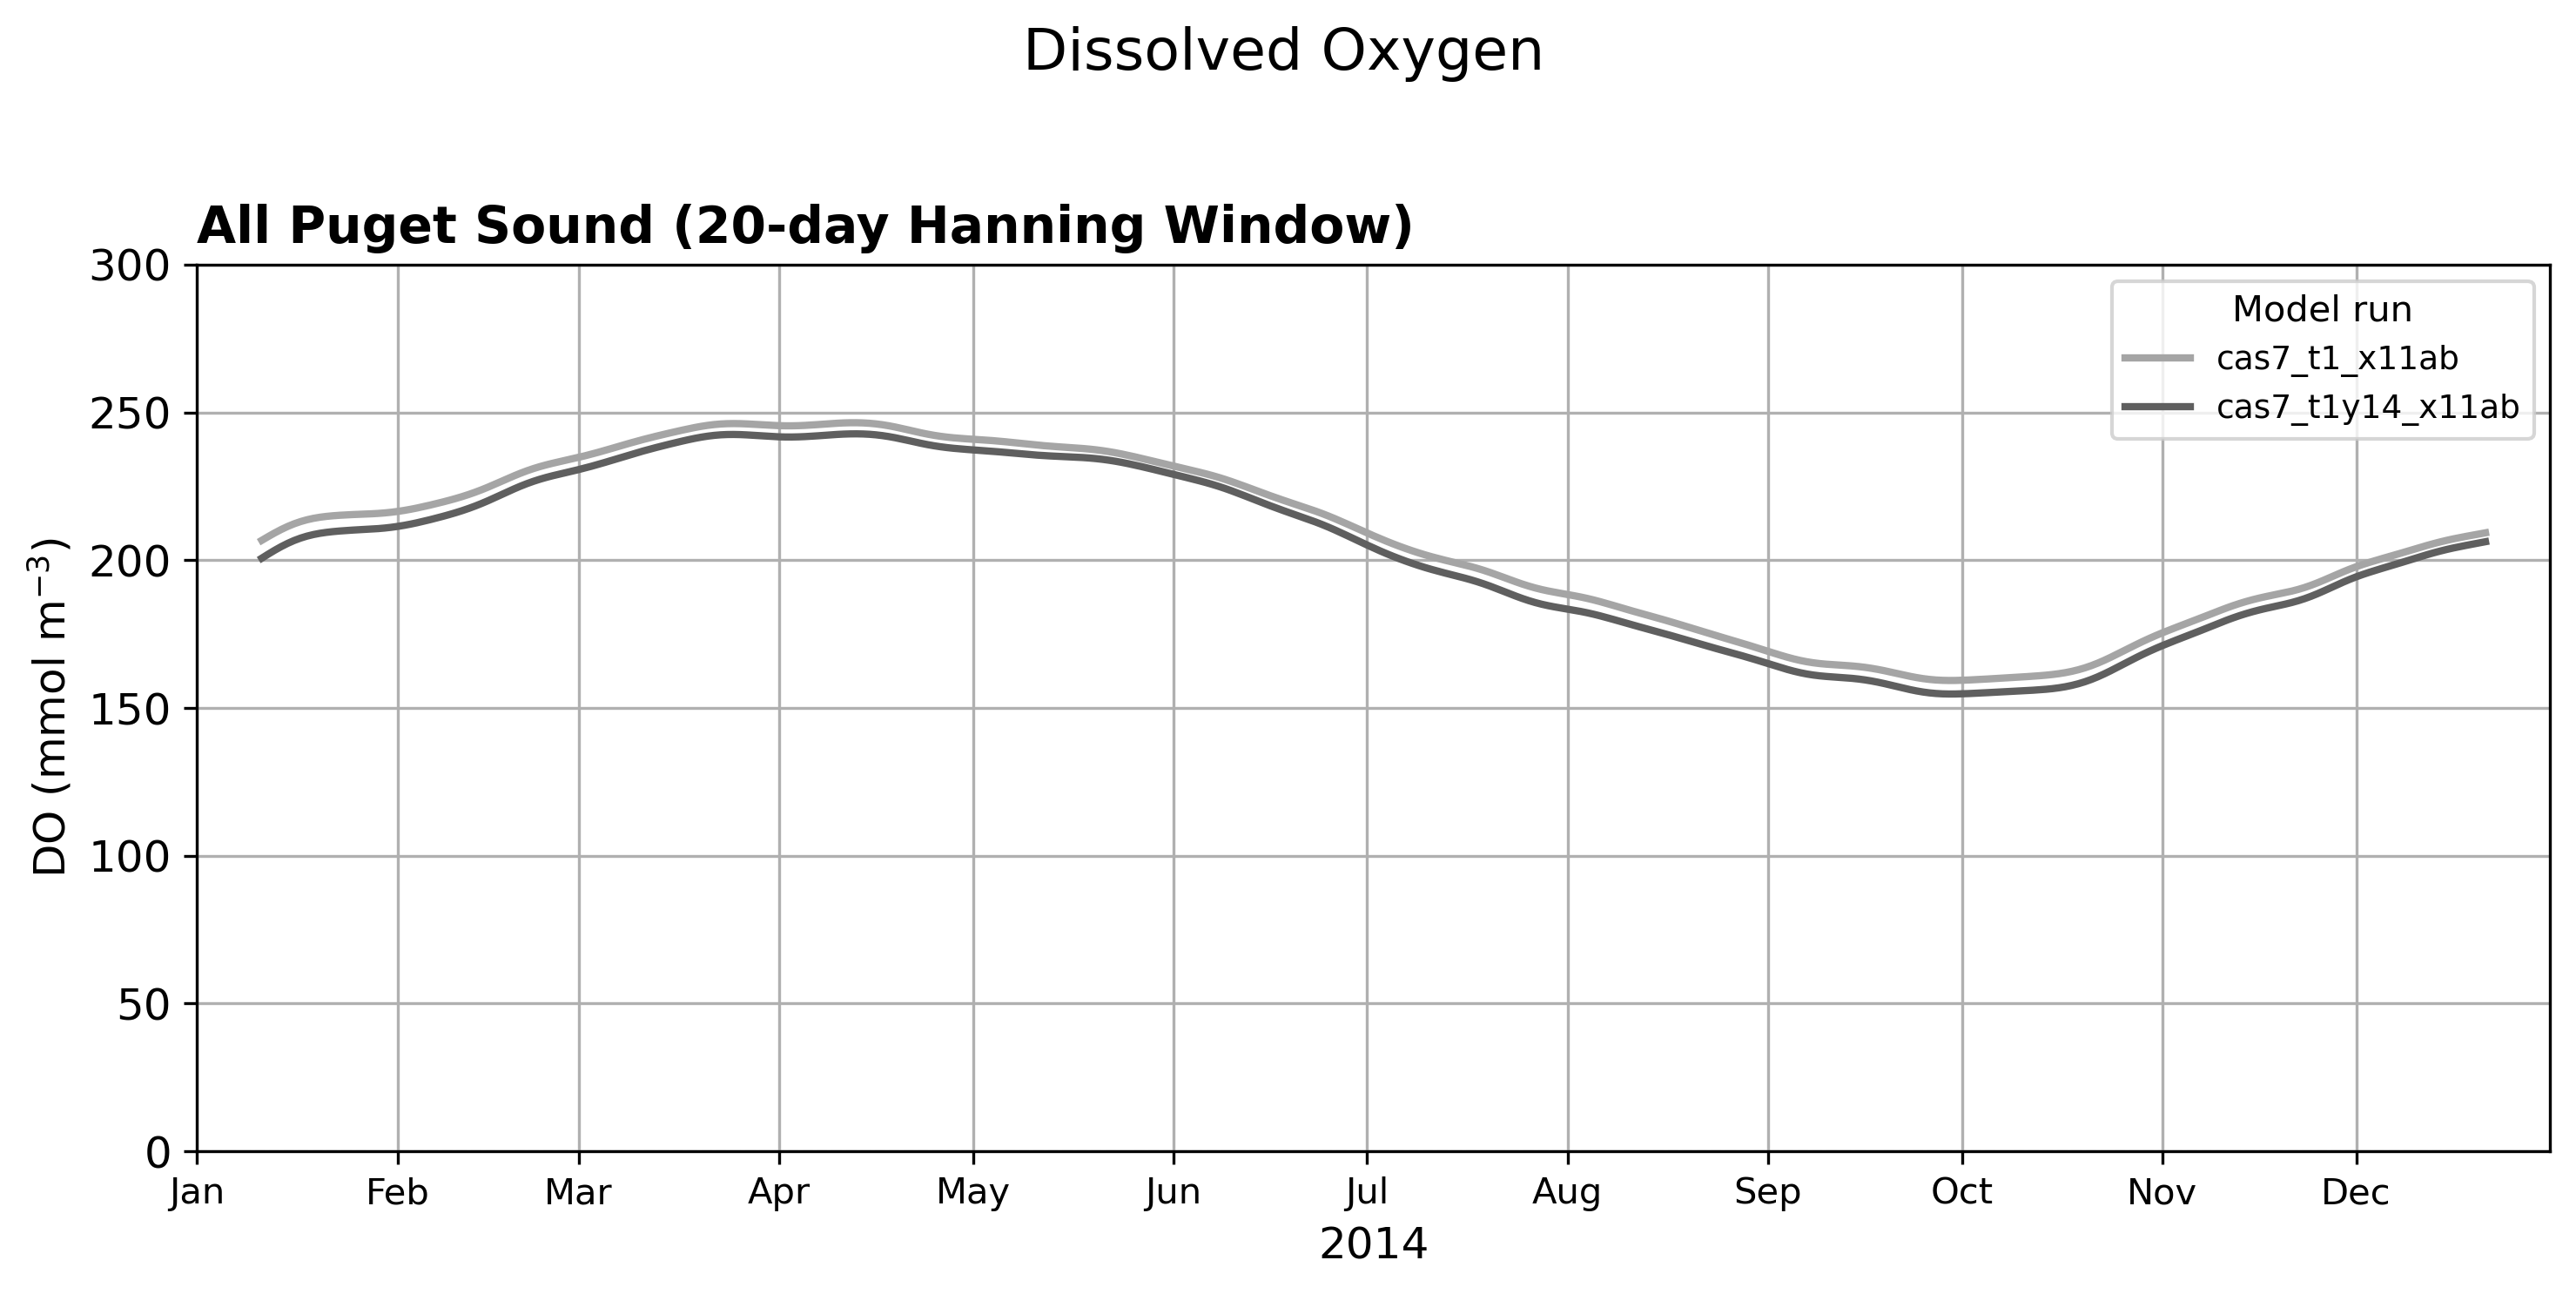 Dissolved Oxygen
All Puget Sound (20-day Hanning Window)
300
250
200
150
100
50
0
DO (mmol m⁻³)
Model run
cas7_t1_x11ab
cas7_t1y14_x11ab
Jan Feb Mar Apr May Jun Jul Aug Sep Oct Nov Dec
2014